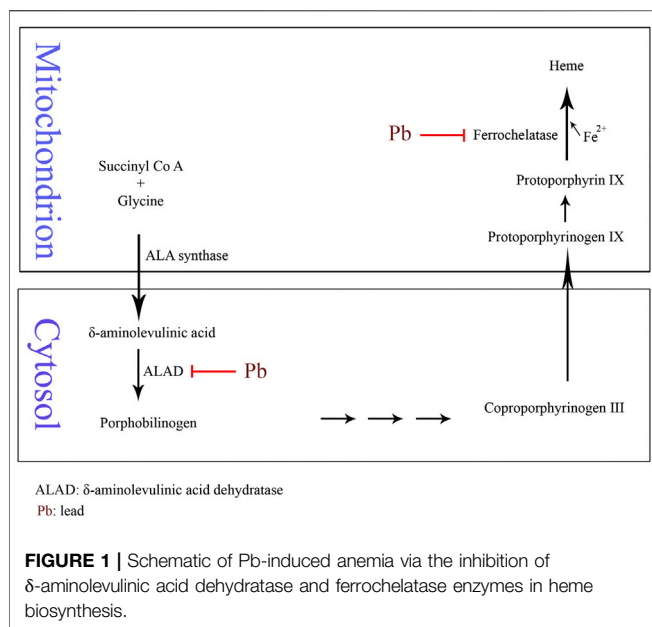 Mitochondrion
Heme
Pb
Ferrochelatase
Fe2+
Succinyl Co A
+
Glycine
Protoporphyrin IX
Protoporphyrinogen IX
ALA synthase
Cytosol
δ-aminolevulinic acid
ALAD
Pb
Porphobilinogen
Coproporphyrinogen III
ALAD: δ-aminolevulinic acid dehydratase
Pb: lead
FIGURE 1 | Schematic of Pb-induced anemia via the inhibition of
δ-aminolevulinic acid dehydratase and ferrochelatase enzymes in heme
biosynthesis.